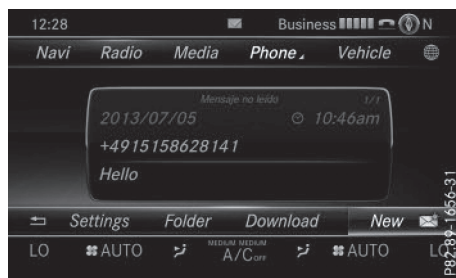 12:28 Business N
Navi Radio Media Phone Vehicle
Mensaje no leído 1/1
2013/07/05 10:46am
+4915158628141
Hello
Settings Folder Download New
LO AUTO MEDIUM MEDIUM A/C OFF AUTO LO
P82.89-1656-31